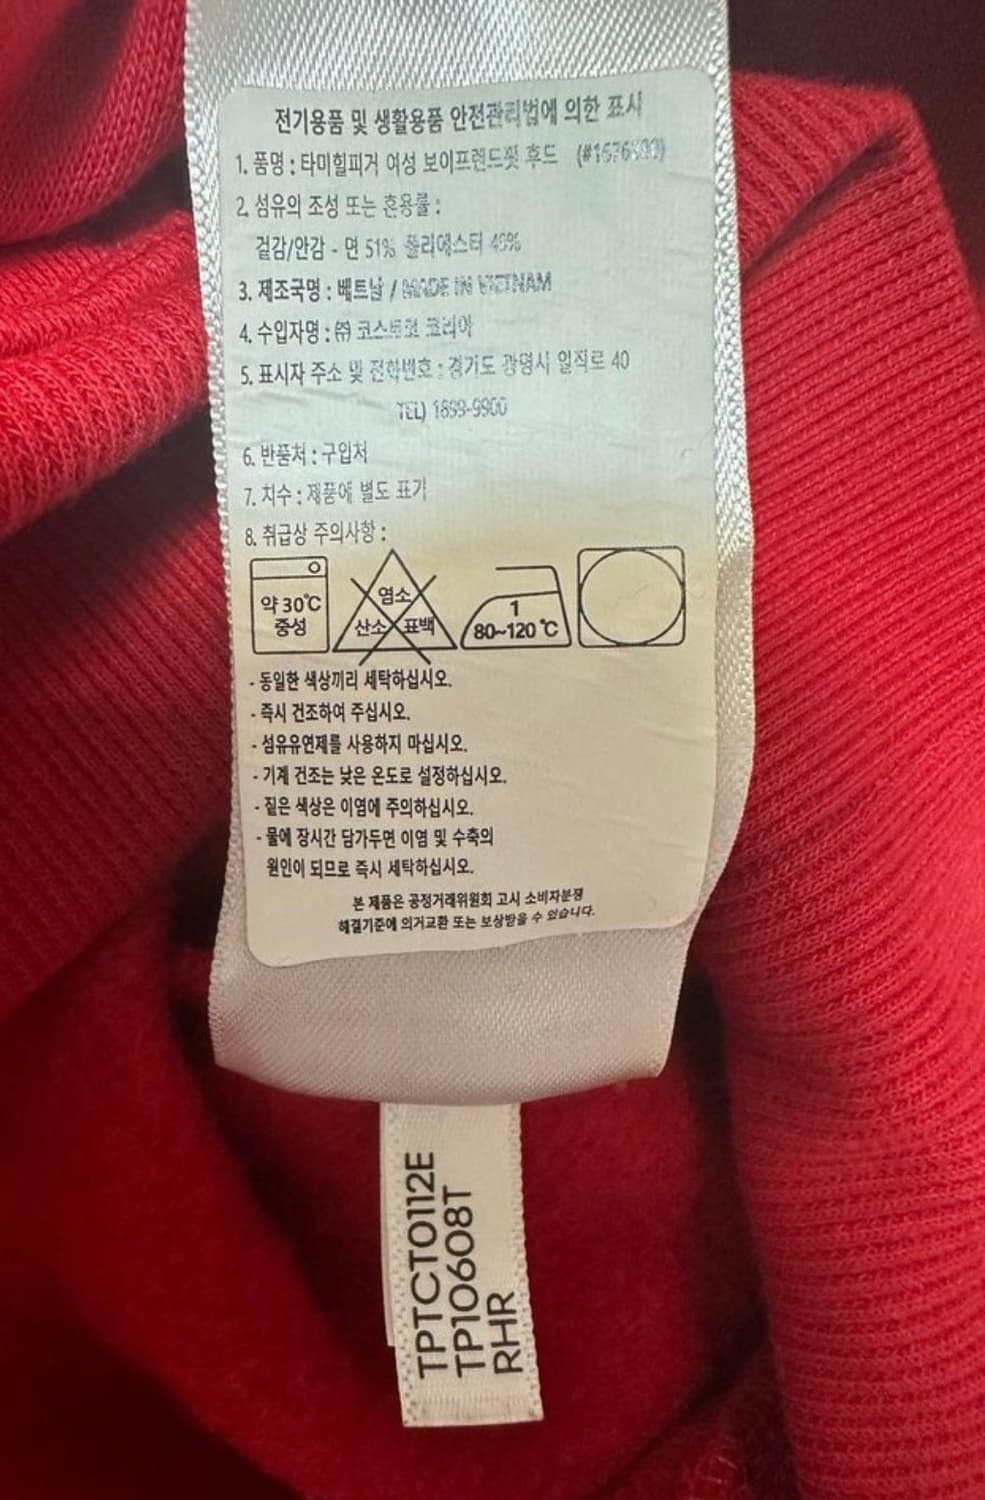 전기용품 및 생활용품 안전관리법에 의한 표시
1. 품명 : 타미힐피거 여성 보이프렌드핏 후드
2. 섬유의 조성 또는 혼용률 :
겉감/안감 - 면 51% 폴리에스터 49%
3. 제조국명 : 베트남 / MADE IN VIETNAM
4. 수입자명 : ㈜ 코스트코 코리아
5. 표시자 주소 및 전화번호 : 경기도 광명시 일직로 40
TEL) 1899-9900
6. 반품처 : 구입처
7. 치수 : 제품에 별도 표기
8. 취급상 주의사항 :
약 30℃
중성
염소
산소 표백
1
80~120 ℃
- 동일한 색상끼리 세탁하십시오.
- 즉시 건조하여 주십시오.
- 섬유유연제를 사용하지 마십시오.
- 기계 건조는 낮은 온도로 설정하십시오.
- 짙은 색상은 이염에 주의하십시오.
- 물에 장시간 담가두면 이염 및 수축의
원인이 되므로 즉시 세탁하십시오.
본 제품은 공정거래위원회 고시 소비자분쟁
해결기준에 의거교환 또는 보상받을 수 있습니다.
TPTCT0112E
TP10608T
RHR